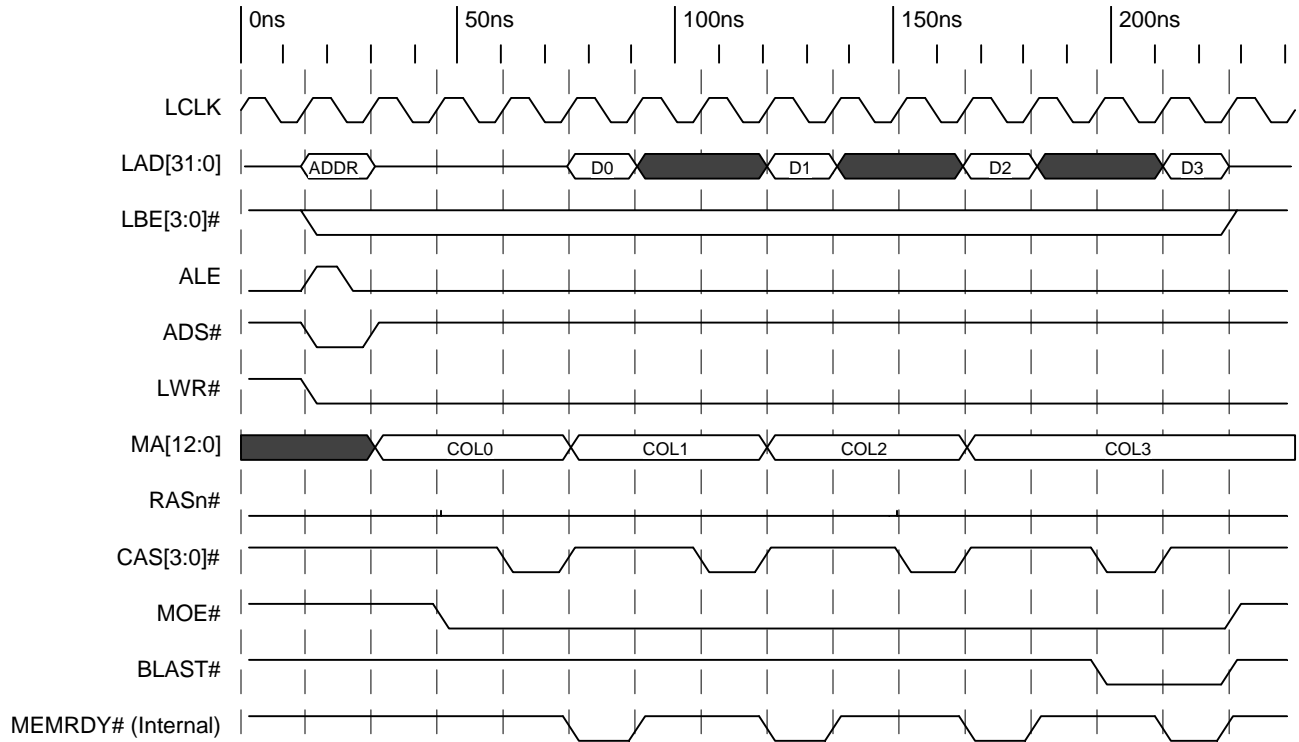 0ns 50ns 100ns 150ns 200ns
LCLK
LAD[31:0] ADDR D0 D1 D2 D3
LBE[3:0]#
ALE
ADS#
LWR#
MA[12:0] COL0 COL1 COL2 COL3
RASn#
CAS[3:0]#
MOE#
BLAST#
MEMRDY# (Internal)